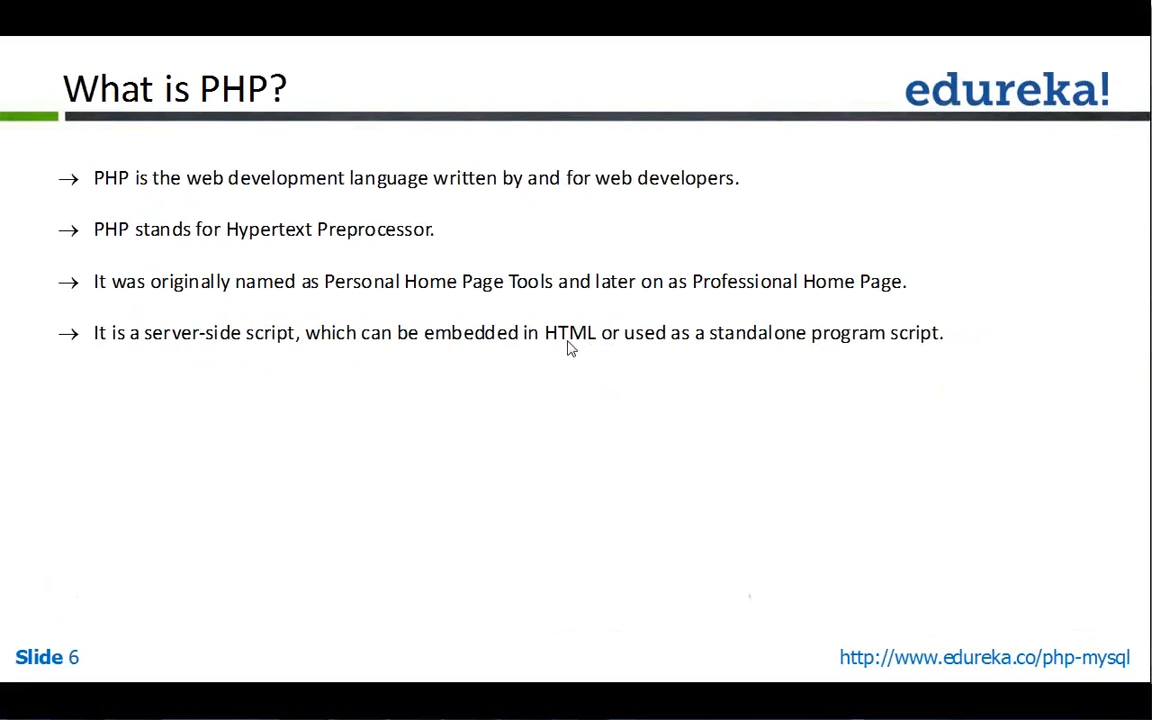 What is PHP?
edureka!
→ PHP is the web development language written by and for web developers.
→ PHP stands for Hypertext Preprocessor.
→ It was originally named as Personal Home Page Tools and later on as Professional Home Page.
→ It is a server-side script, which can be embedded in HTML or used as a standalone program script.
Slide 6
http://www.edureka.co/php-mysql